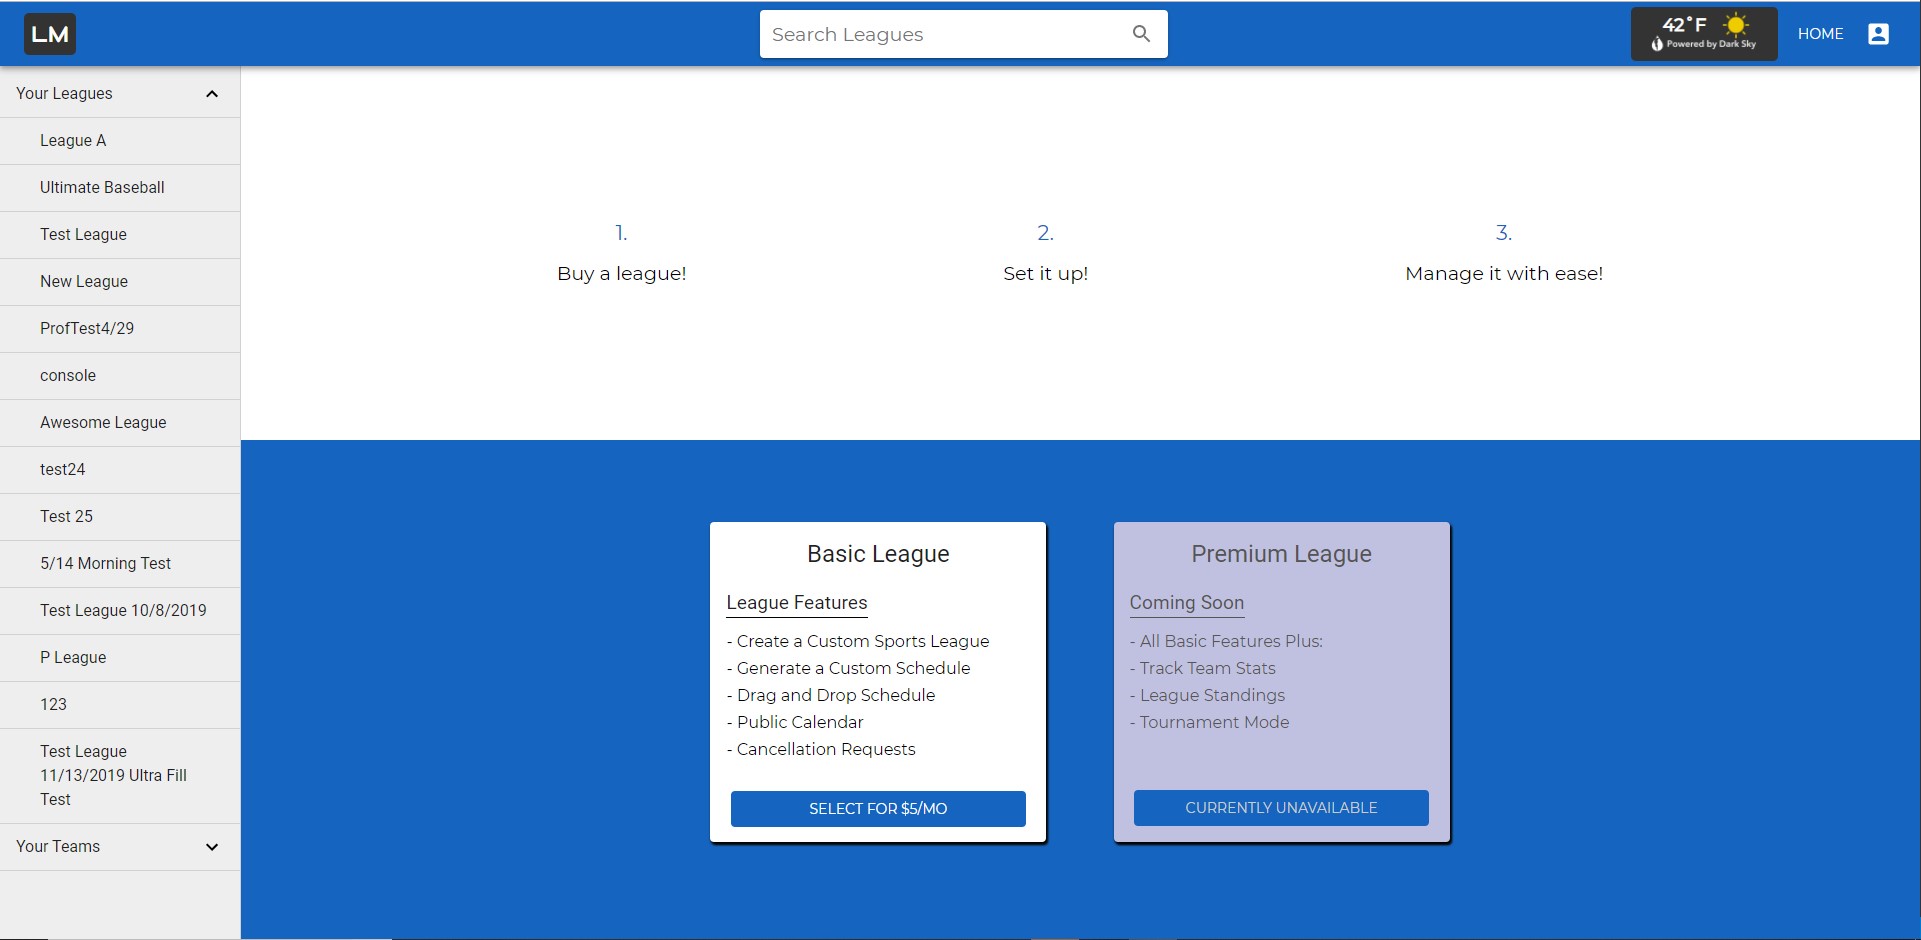 LM
Search Leagues
42°F
Powered by Dark Sky
HOME
Your Leagues
League A
Ultimate Baseball
Test League
New League
ProfTest4/29
console
Awesome League
test24
Test 25
5/14 Morning Test
Test League 10/8/2019
P League
123
Test League
11/13/2019 Ultra Fill
Test
Your Teams
1.
Buy a league!
2.
Set it up!
3.
Manage it with ease!
Basic League
League Features
- Create a Custom Sports League
- Generate a Custom Schedule
- Drag and Drop Schedule
- Public Calendar
- Cancellation Requests
SELECT FOR $5/MO
Premium League
Coming Soon
- All Basic Features Plus:
- Track Team Stats
- League Standings
- Tournament Mode
CURRENTLY UNAVAILABLE